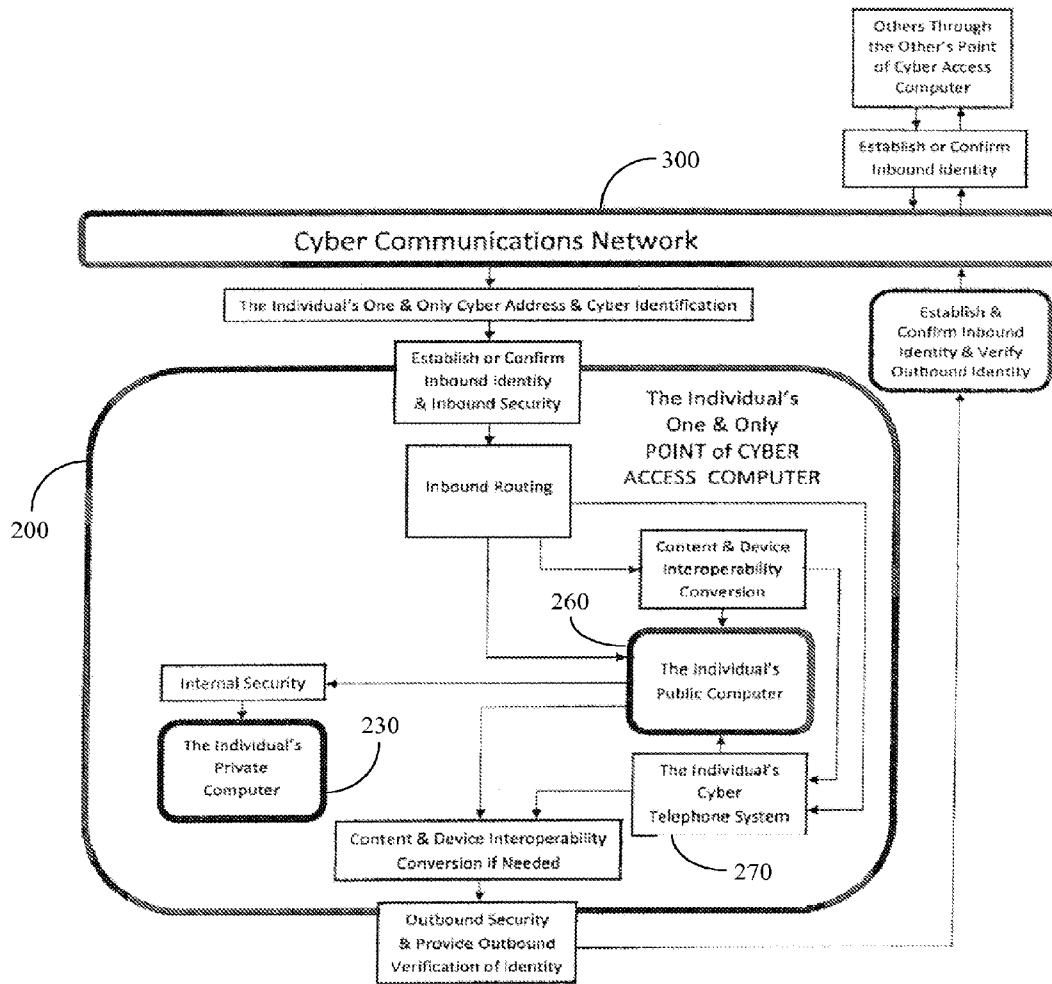 Others Through
the Other's Point
of Cyber Access
Computer
Establish or Confirm
Inbound Identity
300
Cyber Communications Network
The Individual's One & Only Cyber Address & Cyber Identification
Establish &
Confirm Inbound
Identity & Verify
Outbound Identity
Establish or Confirm
Inbound Identity
& Inbound Security
The Individual's
One & Only
POINT of CYBER
ACCESS COMPUTER
200
Inbound Routing
Content & Device
Interoperability
Conversion
260
The Individual's
Public Computer
Internal Security
230
The Individual's
Private
Computer
The Individual's
Cyber
Telephone System
270
Content & Device Interoperability
Conversion if Needed
Outbound Security
& Provide Outbound
Verification of Identity